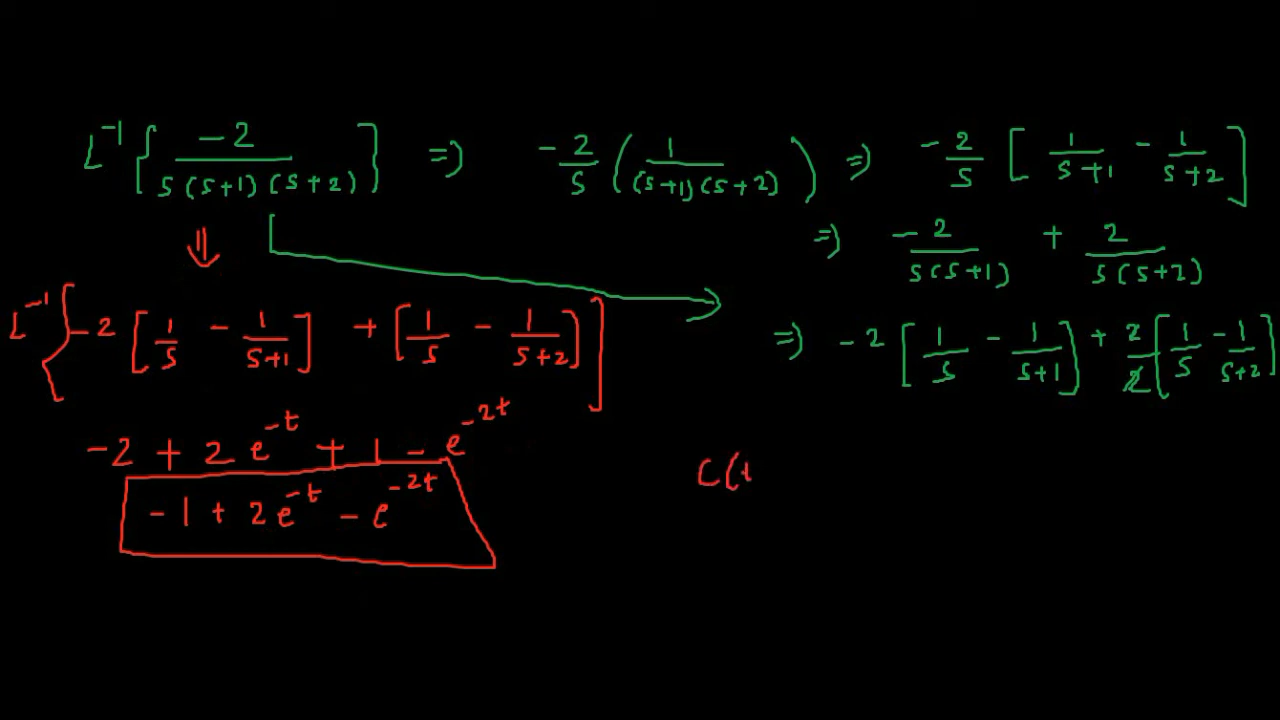 L^{-1} { -2 / s(s+1)(s+2) } => -2/s ( 1/(s+1)(s+2) ) => -2/s [ 1/s+1 - 1/s+2 ]
=> -2/s(s+1) + 2/s(s+2)
⇓
L^{-1} { -2 [ 1/s - 1/s+1 ] + [ 1/s - 1/s+2 ] ]
=> -2 [ 1/s - 1/s+1 ] + 2/2 [ 1/s - 1/s+2 ]
-2 + 2e^{-t} + 1 - e^{-2t}
-1 + 2e^{-t} - e^{-2t}
C(t